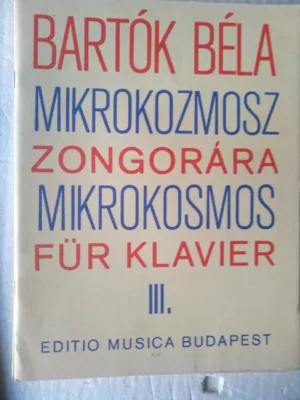 BARTÓK BÉLA
MIKROKOZMOSZ
ZONGORÁRA
MIKROKOSMOS
FÜR KLAVIER
III.
EDITIO MUSICA BUDAPEST